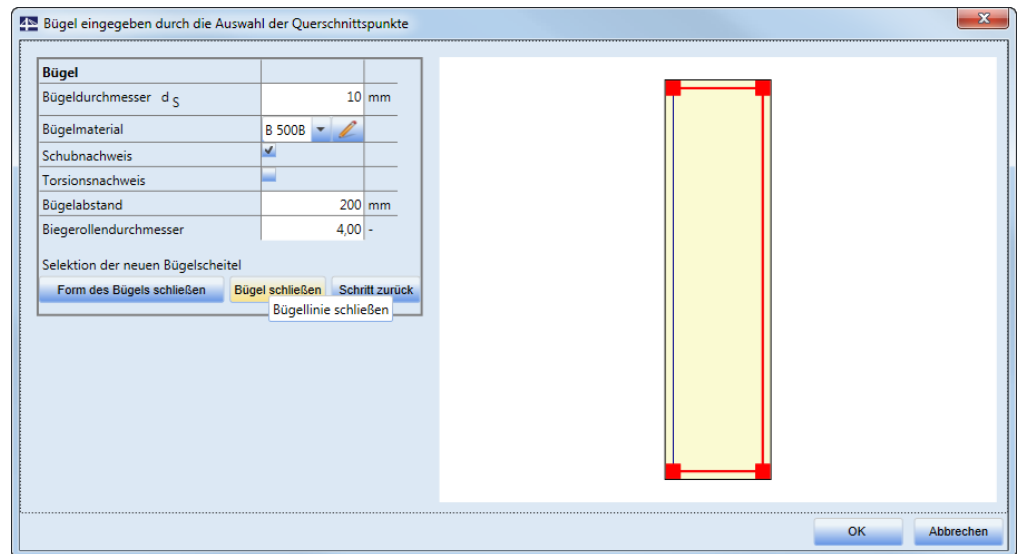 Bügel eingegeben durch die Auswahl der Querschnittspunkte
Bügel
Bügeldurchmesser d S 10 mm
Bügelmaterial B 500B
Schubnachweis
Torsionsnachweis
Bügelabstand 200 mm
Biegerollendurchmesser 4,00 -
Selektion der neuen Bügelscheitel
Form des Bügels schließen Bügel schließen Schritt zurück
Bügellinie schließen
OK Abbrechen